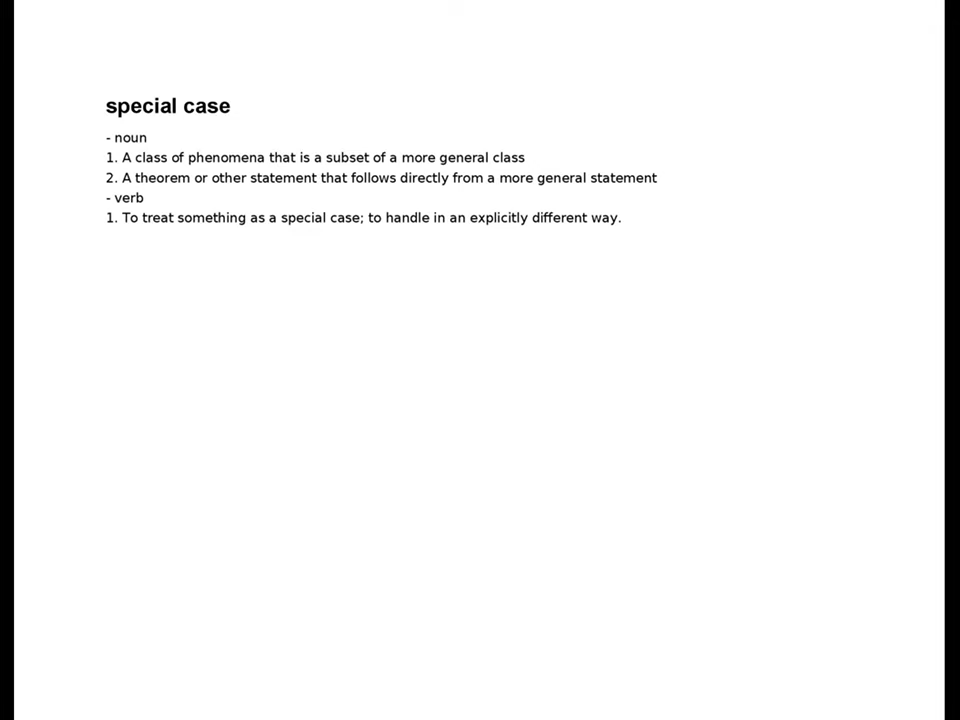 special case
- noun
1. A class of phenomena that is a subset of a more general class
2. A theorem or other statement that follows directly from a more general statement
- verb
1. To treat something as a special case; to handle in an explicitly different way.